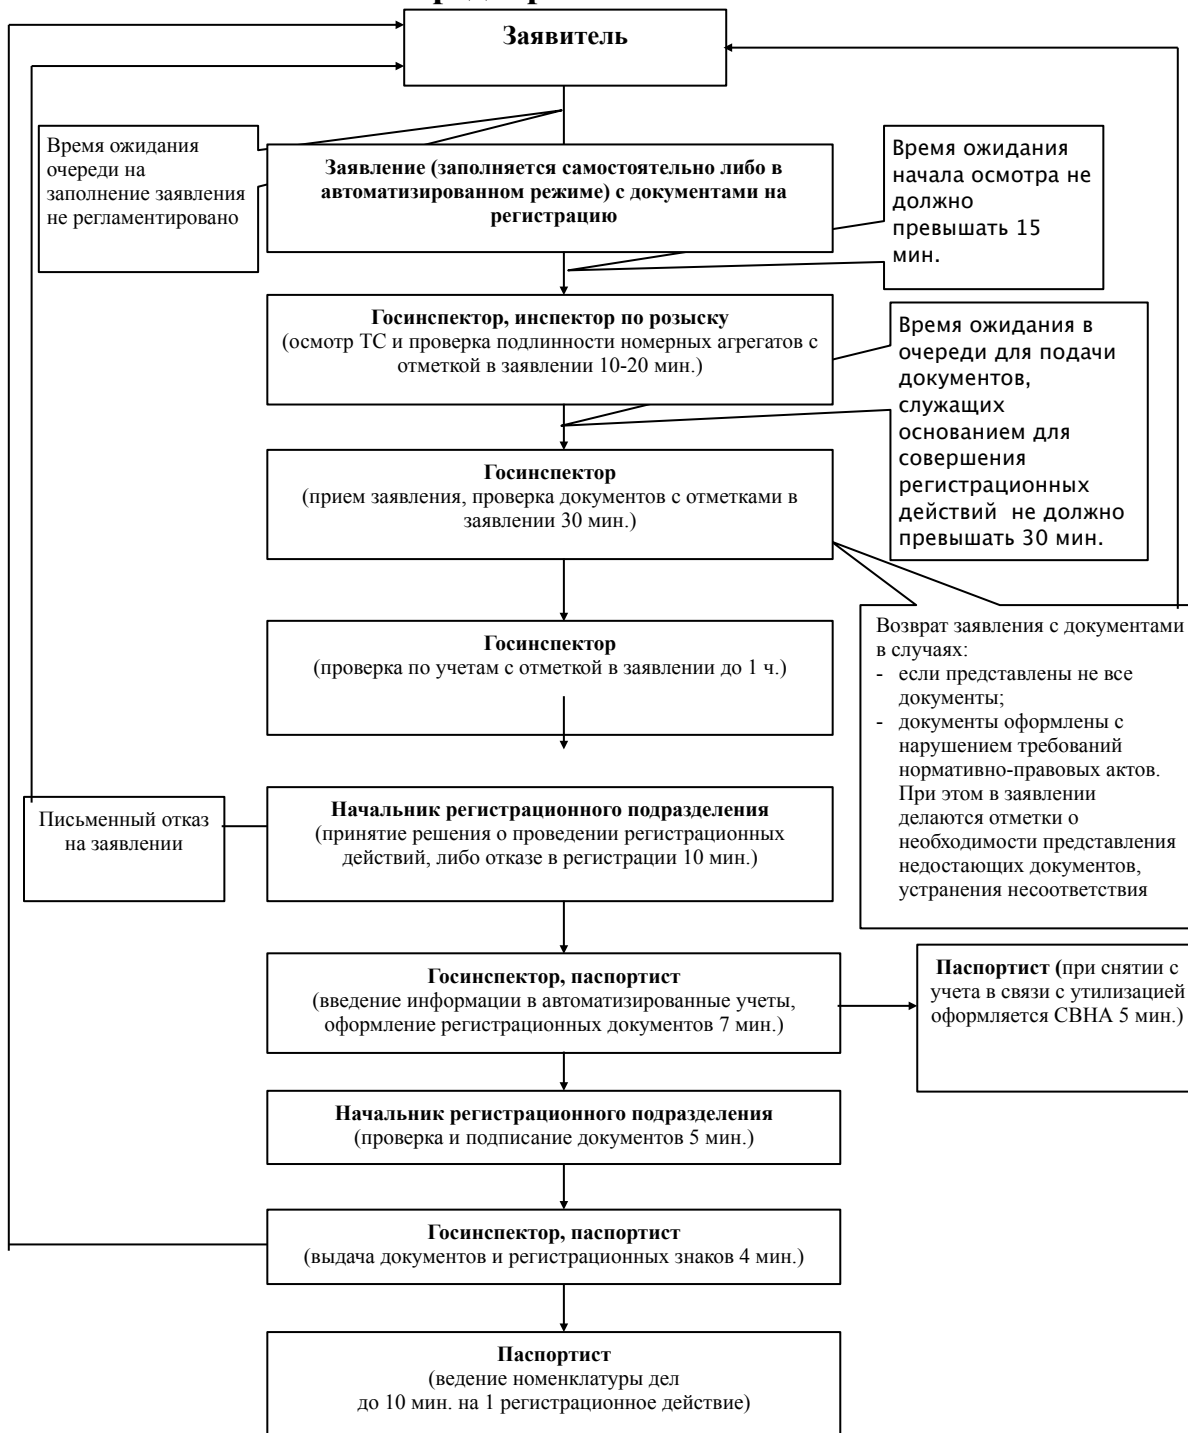 Заявитель
Время ожидания
очереди на
заполнение заявления
не регламентировано
Заявление (заполняется самостоятельно либо в
автоматизированном режиме) с документами на
регистрацию
Время ожидания
начала осмотра не
должно
превышать 15
мин.
Госинспектор, инспектор по розыску
(осмотр ТС и проверка подлинности номерных агрегатов с
отметкой в заявлении 10-20 мин.)
Время ожидания в
очереди для подачи
документов,
служащих
основанием для
совершения
регистрационных
действий не должно
превышать 30 мин.
Госинспектор
(прием заявления, проверка документов с отметками в
заявлении 30 мин.)
Госинспектор
(проверка по учетам с отметкой в заявлении до 1 ч.)
Возврат заявления с документами
в случаях:
- если представлены не все
документы;
- документы оформлены с
нарушением требований
нормативно-правовых актов.
При этом в заявлении
делаются отметки о
необходимости представления
недостающих документов,
устранения несоответствия
Письменный отказ
на заявлении
Начальник регистрационного подразделения
(принятие решения о проведении регистрационных
действий, либо отказе в регистрации 10 мин.)
Госинспектор, паспортист
(введение информации в автоматизированные учеты,
оформление регистрационных документов 7 мин.)
Паспортист (при снятии с
учета в связи с утилизацией
оформляется СВНА 5 мин.)
Начальник регистрационного подразделения
(проверка и подписание документов 5 мин.)
Госинспектор, паспортист
(выдача документов и регистрационных знаков 4 мин.)
Паспортист
(ведение номенклатуры дел
до 10 мин. на 1 регистрационное действие)